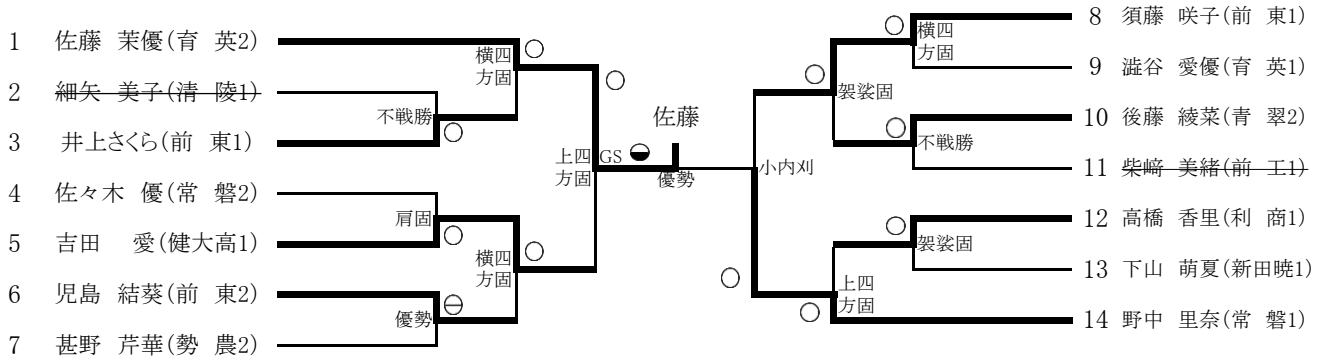 1 佐藤 茉優(育 英2)
2 細矢 美子(清 陵1)
3 井上さくら(前 東1)
4 佐々木 優(常 磐2)
5 吉田 愛(健大高1)
6 児島 結葵(前 東2)
7 甚野 芹華(勢 農2)
横四
方固
不戦勝
肩固
横四
方固
優勢
上四
方固
GS
佐藤
優勢
小内刈
横四
方固
袈裟固
不戦勝
袈裟固
上四
方固
8 須藤 咲子(前 東1)
9 澁谷 愛優(育 英1)
10 後藤 綾菜(青 翠2)
11 柴﨑 美緒(前 工1)
12 高橋 香里(利 商1)
13 下山 萌夏(新田暁1)
14 野中 里奈(常 磐1)